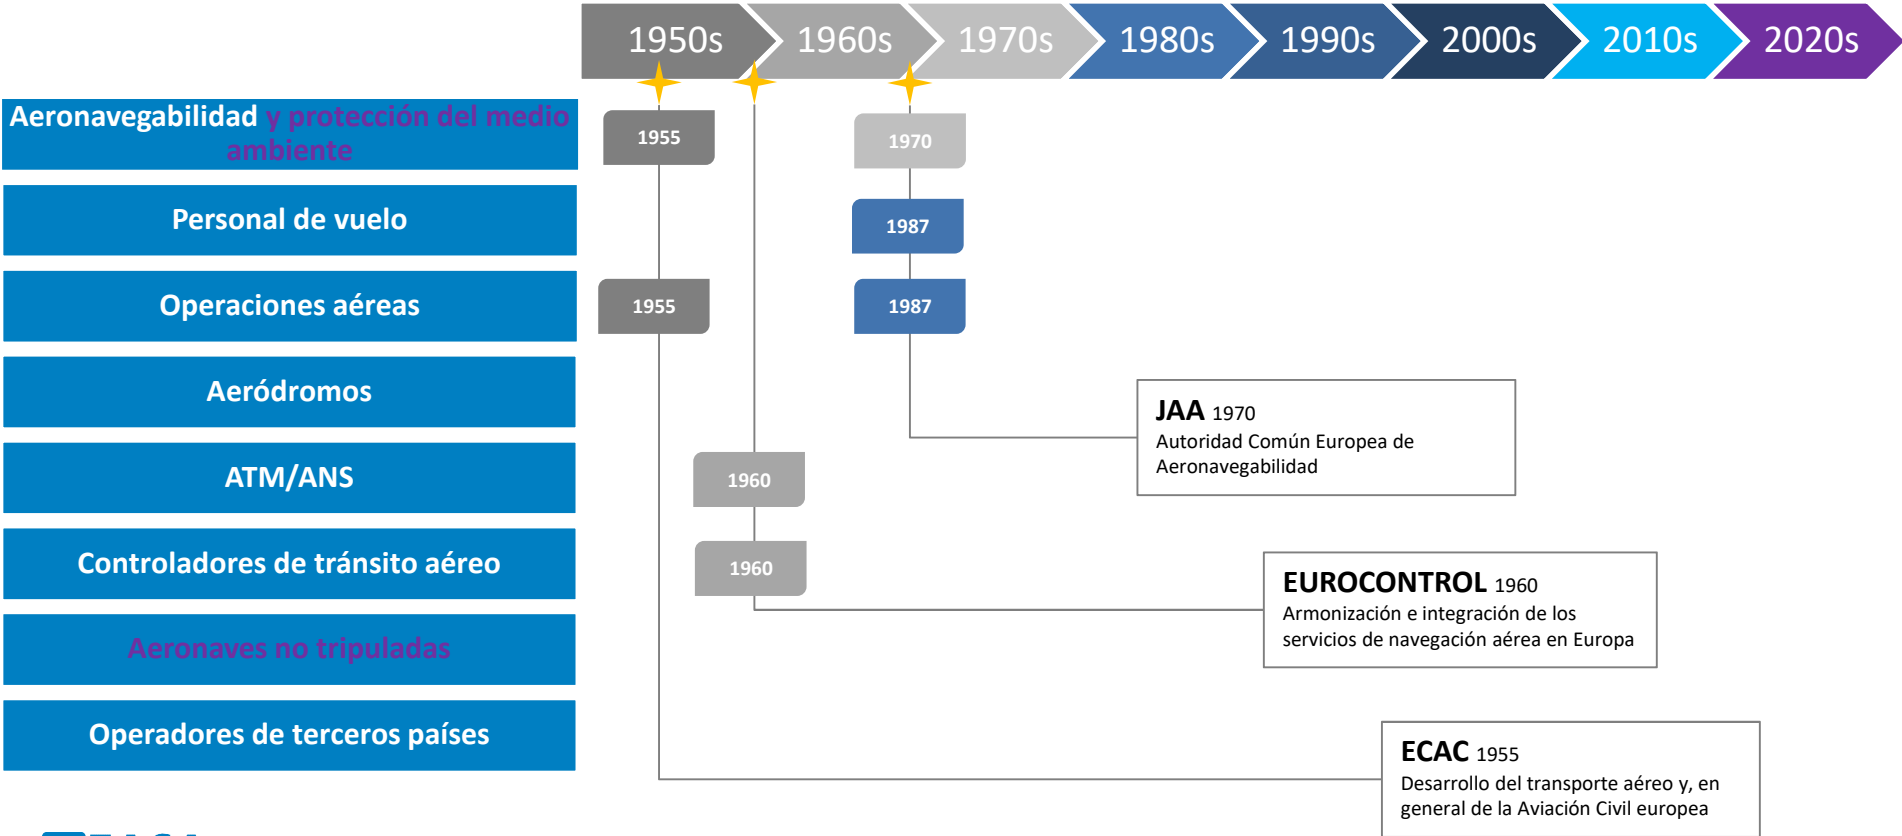 1950s 1960s 1970s 1980s 1990s 2000s 2010s 2020s
Aeronavegabilidad y protección del medio
ambiente
1955
1970
Personal de vuelo
1987
Operaciones aéreas
1955
1987
Aeródromos
JAA 1970
Autoridad Común Europea de
Aeronavegabilidad
ATM/ANS
1960
Controladores de tránsito aéreo
1960
EUROCONTROL 1960
Armonización e integración de los
servicios de navegación aérea en Europa
Aeronaves no tripuladas
Operadores de terceros países
ECAC 1955
Desarrollo del transporte aéreo y, en
general de la Aviación Civil europea